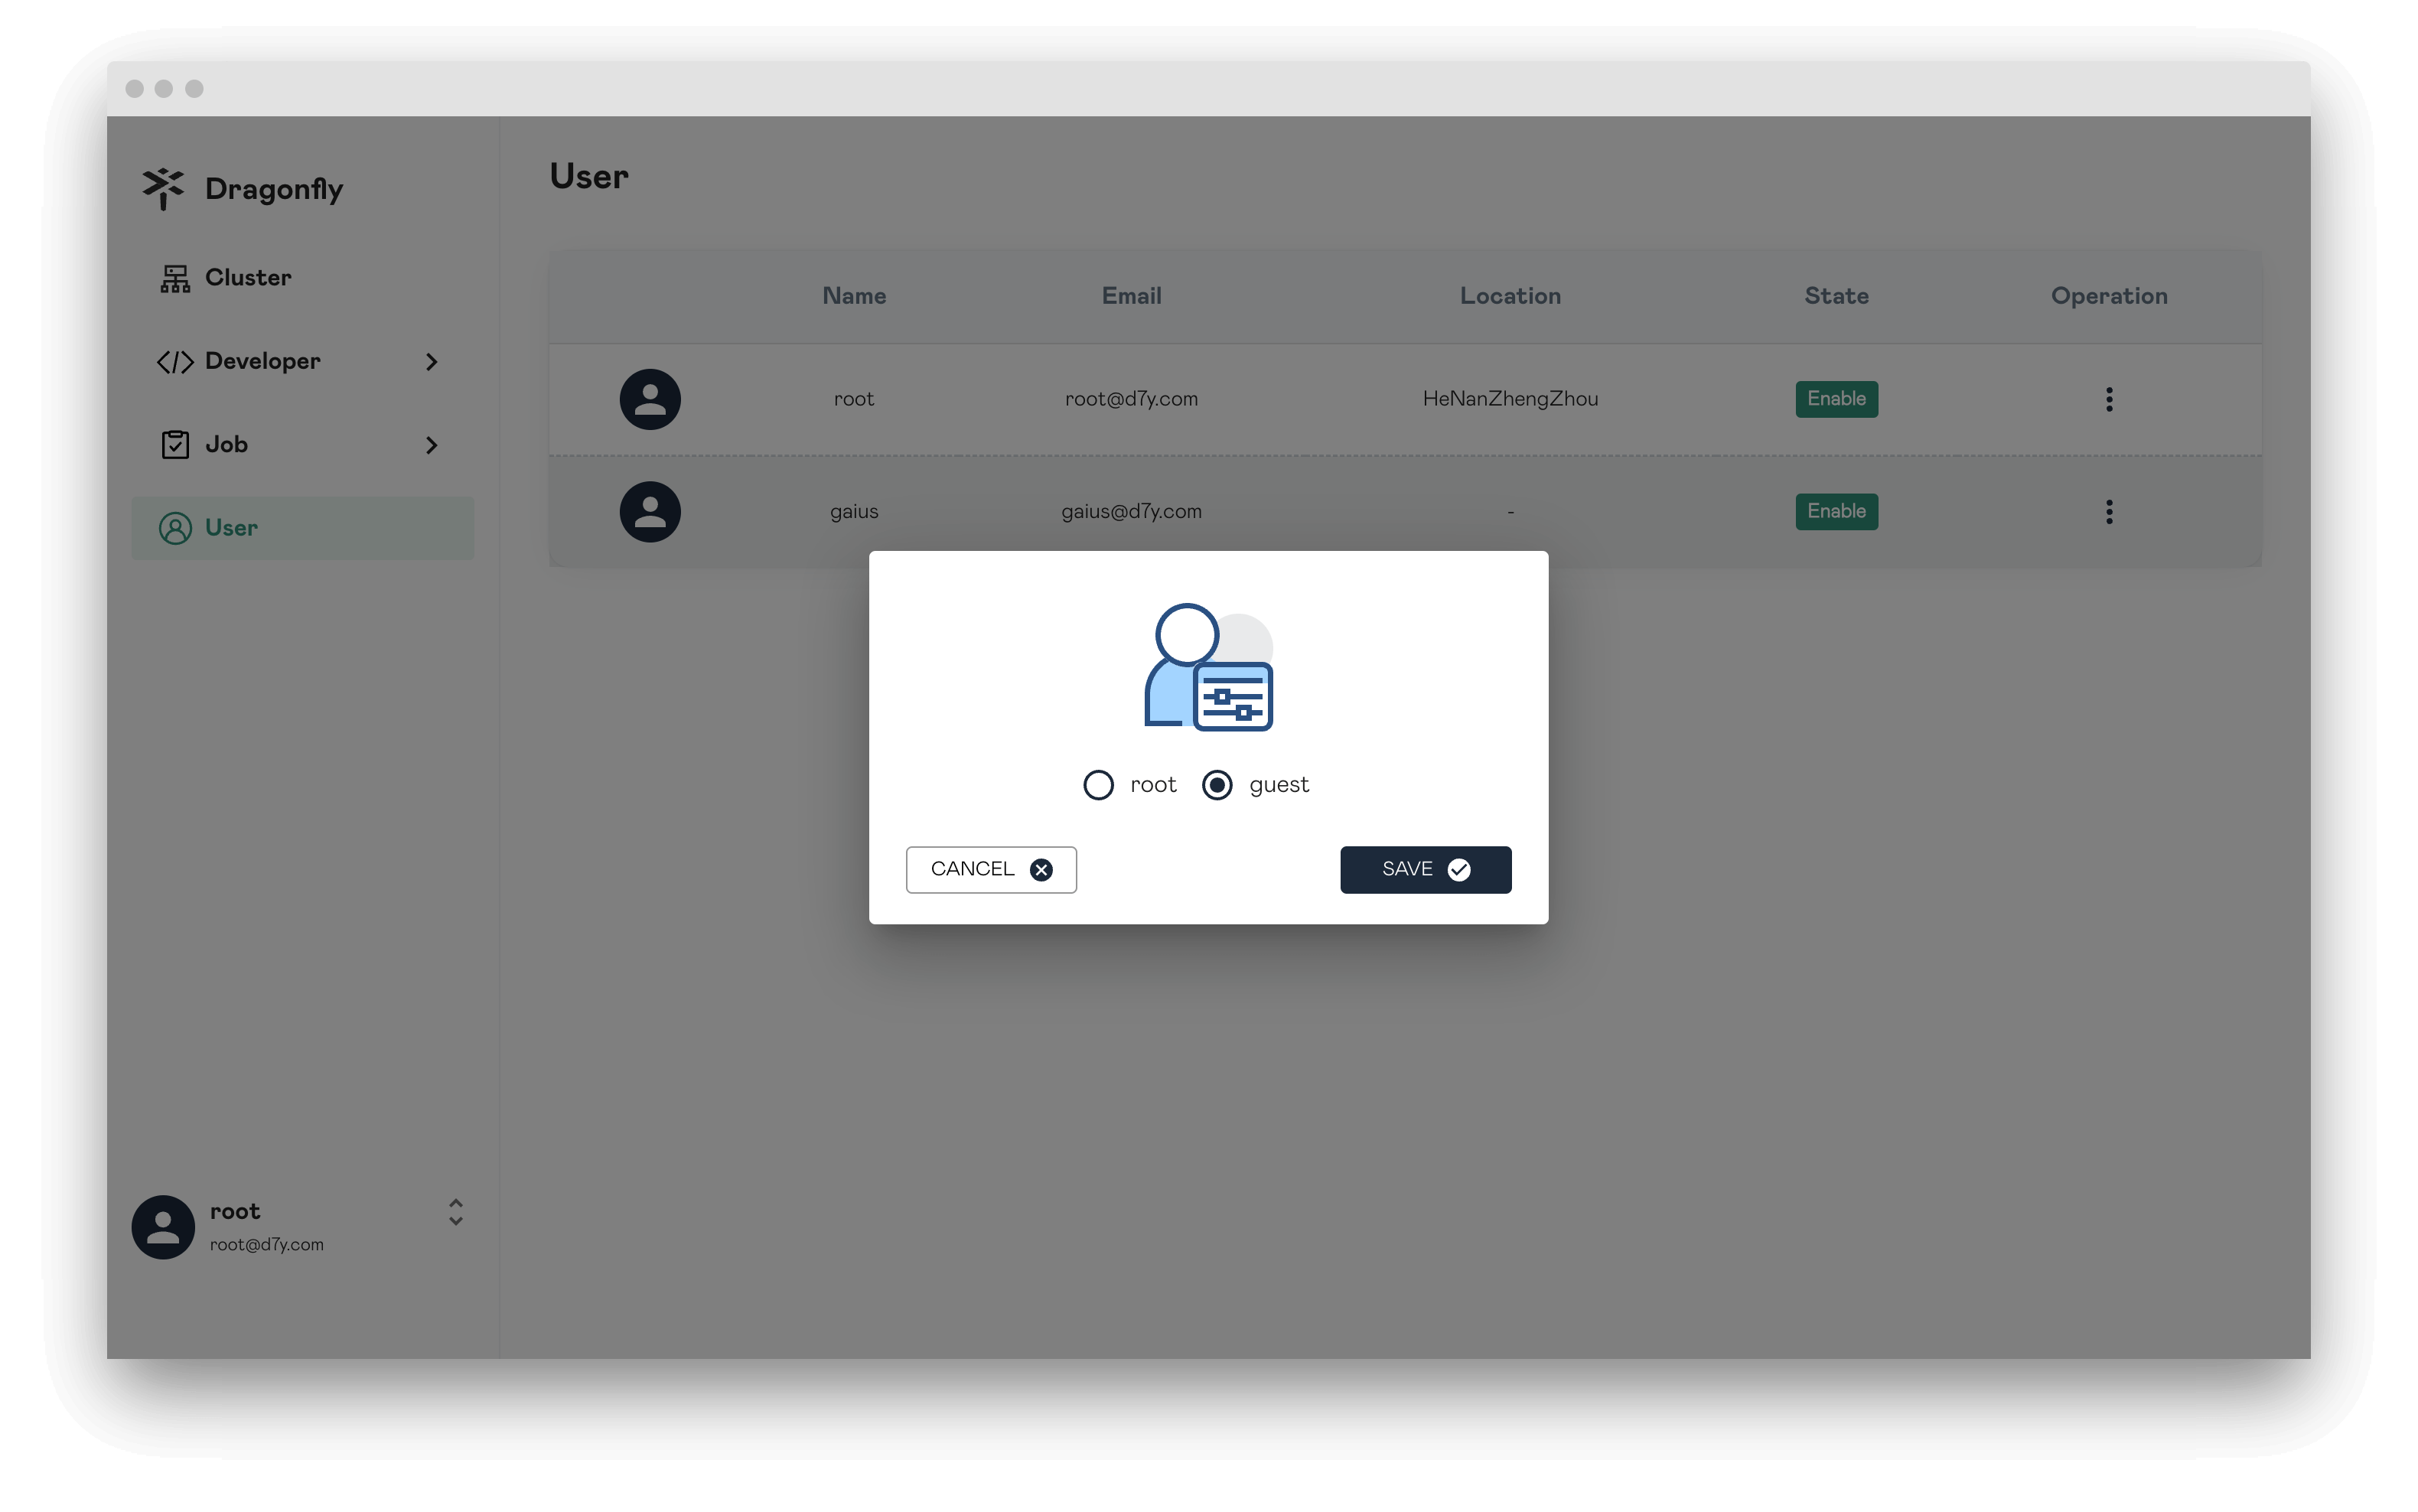 Dragonfly
Cluster
Developer
Job
User
root
root@d7y.com
User
Name Email Location State Operation
root root@d7y.com HeNanZhengZhou Enable
gaius gaius@d7y.com - Enable
root guest
CANCEL SAVE